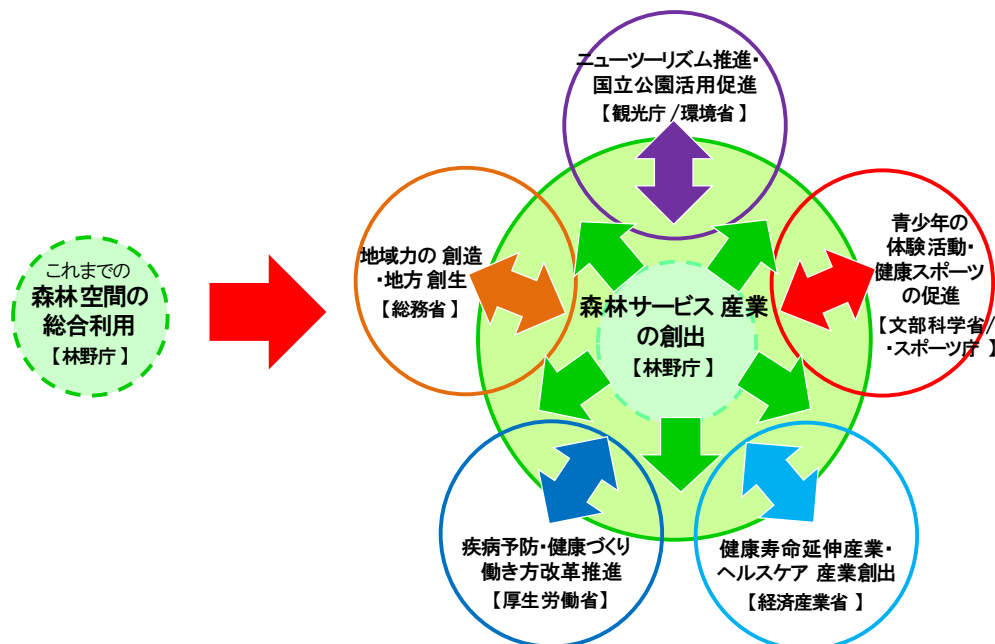 ニューツーリズム推進・
国立公園活用促進
【観光庁/環境省】
地域力の創造
・地方創生
【総務省】
青少年の
体験活動・
健康スポーツ
の促進
【文部科学省/
・スポーツ庁】
これまでの
森林空間の
総合利用
【林野庁】
森林サービス産業
の創出
【林野庁】
疾病予防・健康づくり
働き方改革推進
【厚生労働省】
健康寿命延伸産業・
ヘルスケア産業創出
【経済産業省】